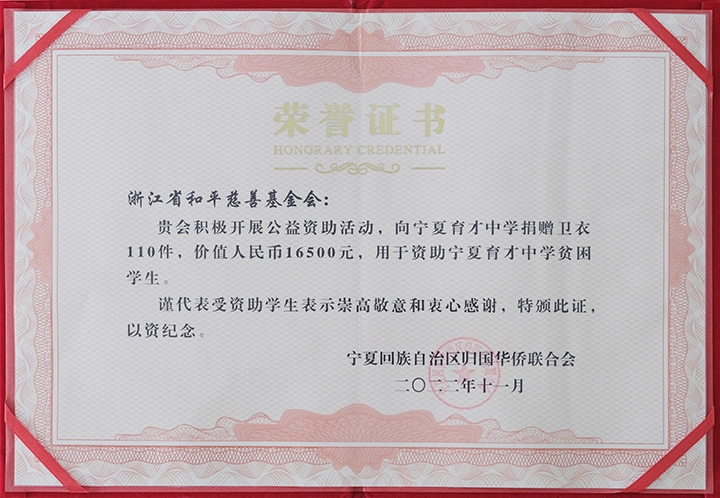 荣誉证书
HONORARY CREDENTIAL
浙江省和平慈善基金会：
贵会积极开展公益资助活动，向宁夏育才中学捐赠卫衣
110件，价值人民币16500元，用于资助宁夏育才中学贫困
学生。
谨代表受资助学生表示崇高敬意和衷心感谢，特颁此证，
以资纪念。
宁夏回族自治区归国华侨联合会
二〇二二年十一月